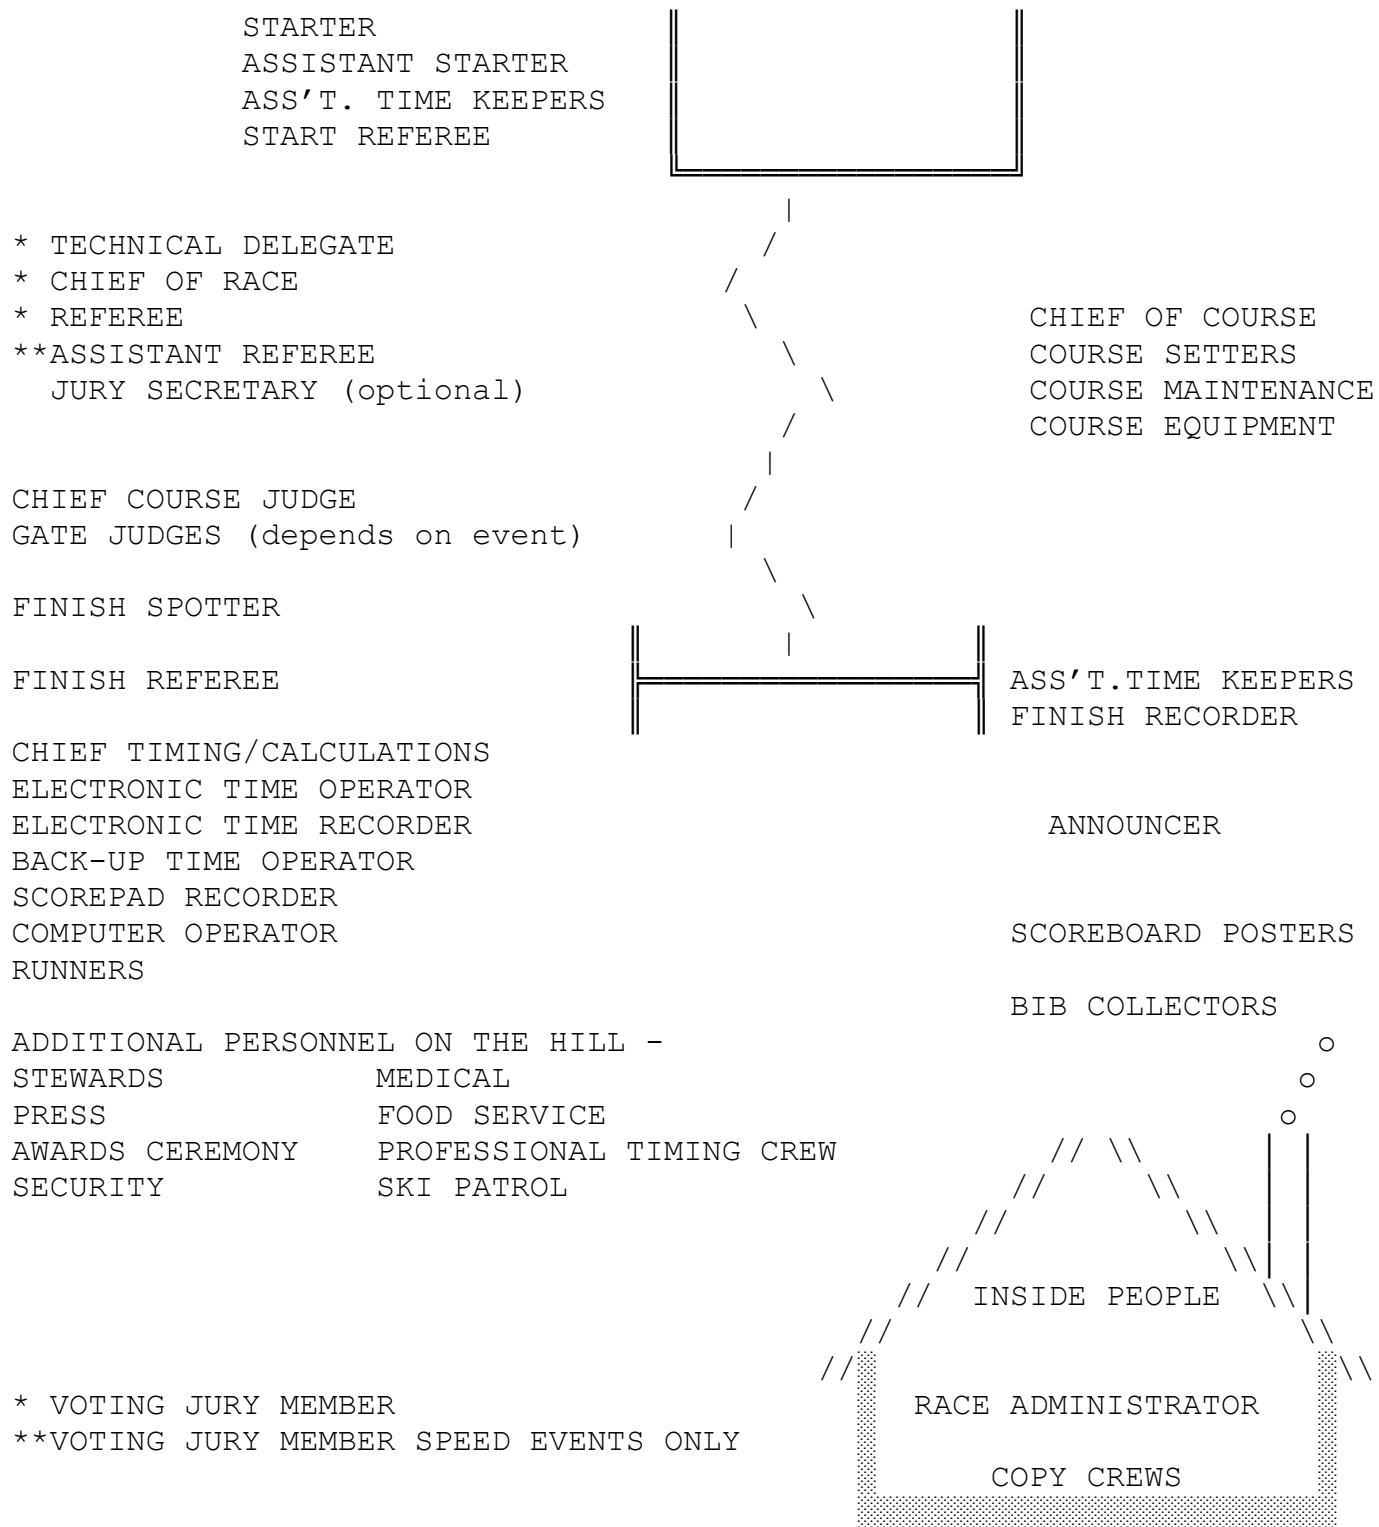 STARTER
ASSISTANT STARTER
ASS'T. TIME KEEPERS
START REFEREE
* TECHNICAL DELEGATE
* CHIEF OF RACE
* REFEREE
**ASSISTANT REFEREE
JURY SECRETARY (optional)
CHIEF OF COURSE
COURSE SETTERS
COURSE MAINTENANCE
COURSE EQUIPMENT
CHIEF COURSE JUDGE
GATE JUDGES (depends on event)
FINISH SPOTTER
FINISH REFEREE
ASS'T.TIME KEEPERS
FINISH RECORDER
CHIEF TIMING/CALCULATIONS
ELECTRONIC TIME OPERATOR
ELECTRONIC TIME RECORDER
BACK-UP TIME OPERATOR
SCOREPAD RECORDER
COMPUTER OPERATOR
RUNNERS
ANNOUNCER
SCOREBOARD POSTERS
BIB COLLECTORS
ADDITIONAL PERSONNEL ON THE HILL -
STEWARDS MEDICAL
PRESS FOOD SERVICE
AWARDS CEREMONY PROFESSIONAL TIMING CREW
SECURITY SKI PATROL
INSIDE PEOPLE
RACE ADMINISTRATOR
COPY CREWS
* VOTING JURY MEMBER
**VOTING JURY MEMBER SPEED EVENTS ONLY